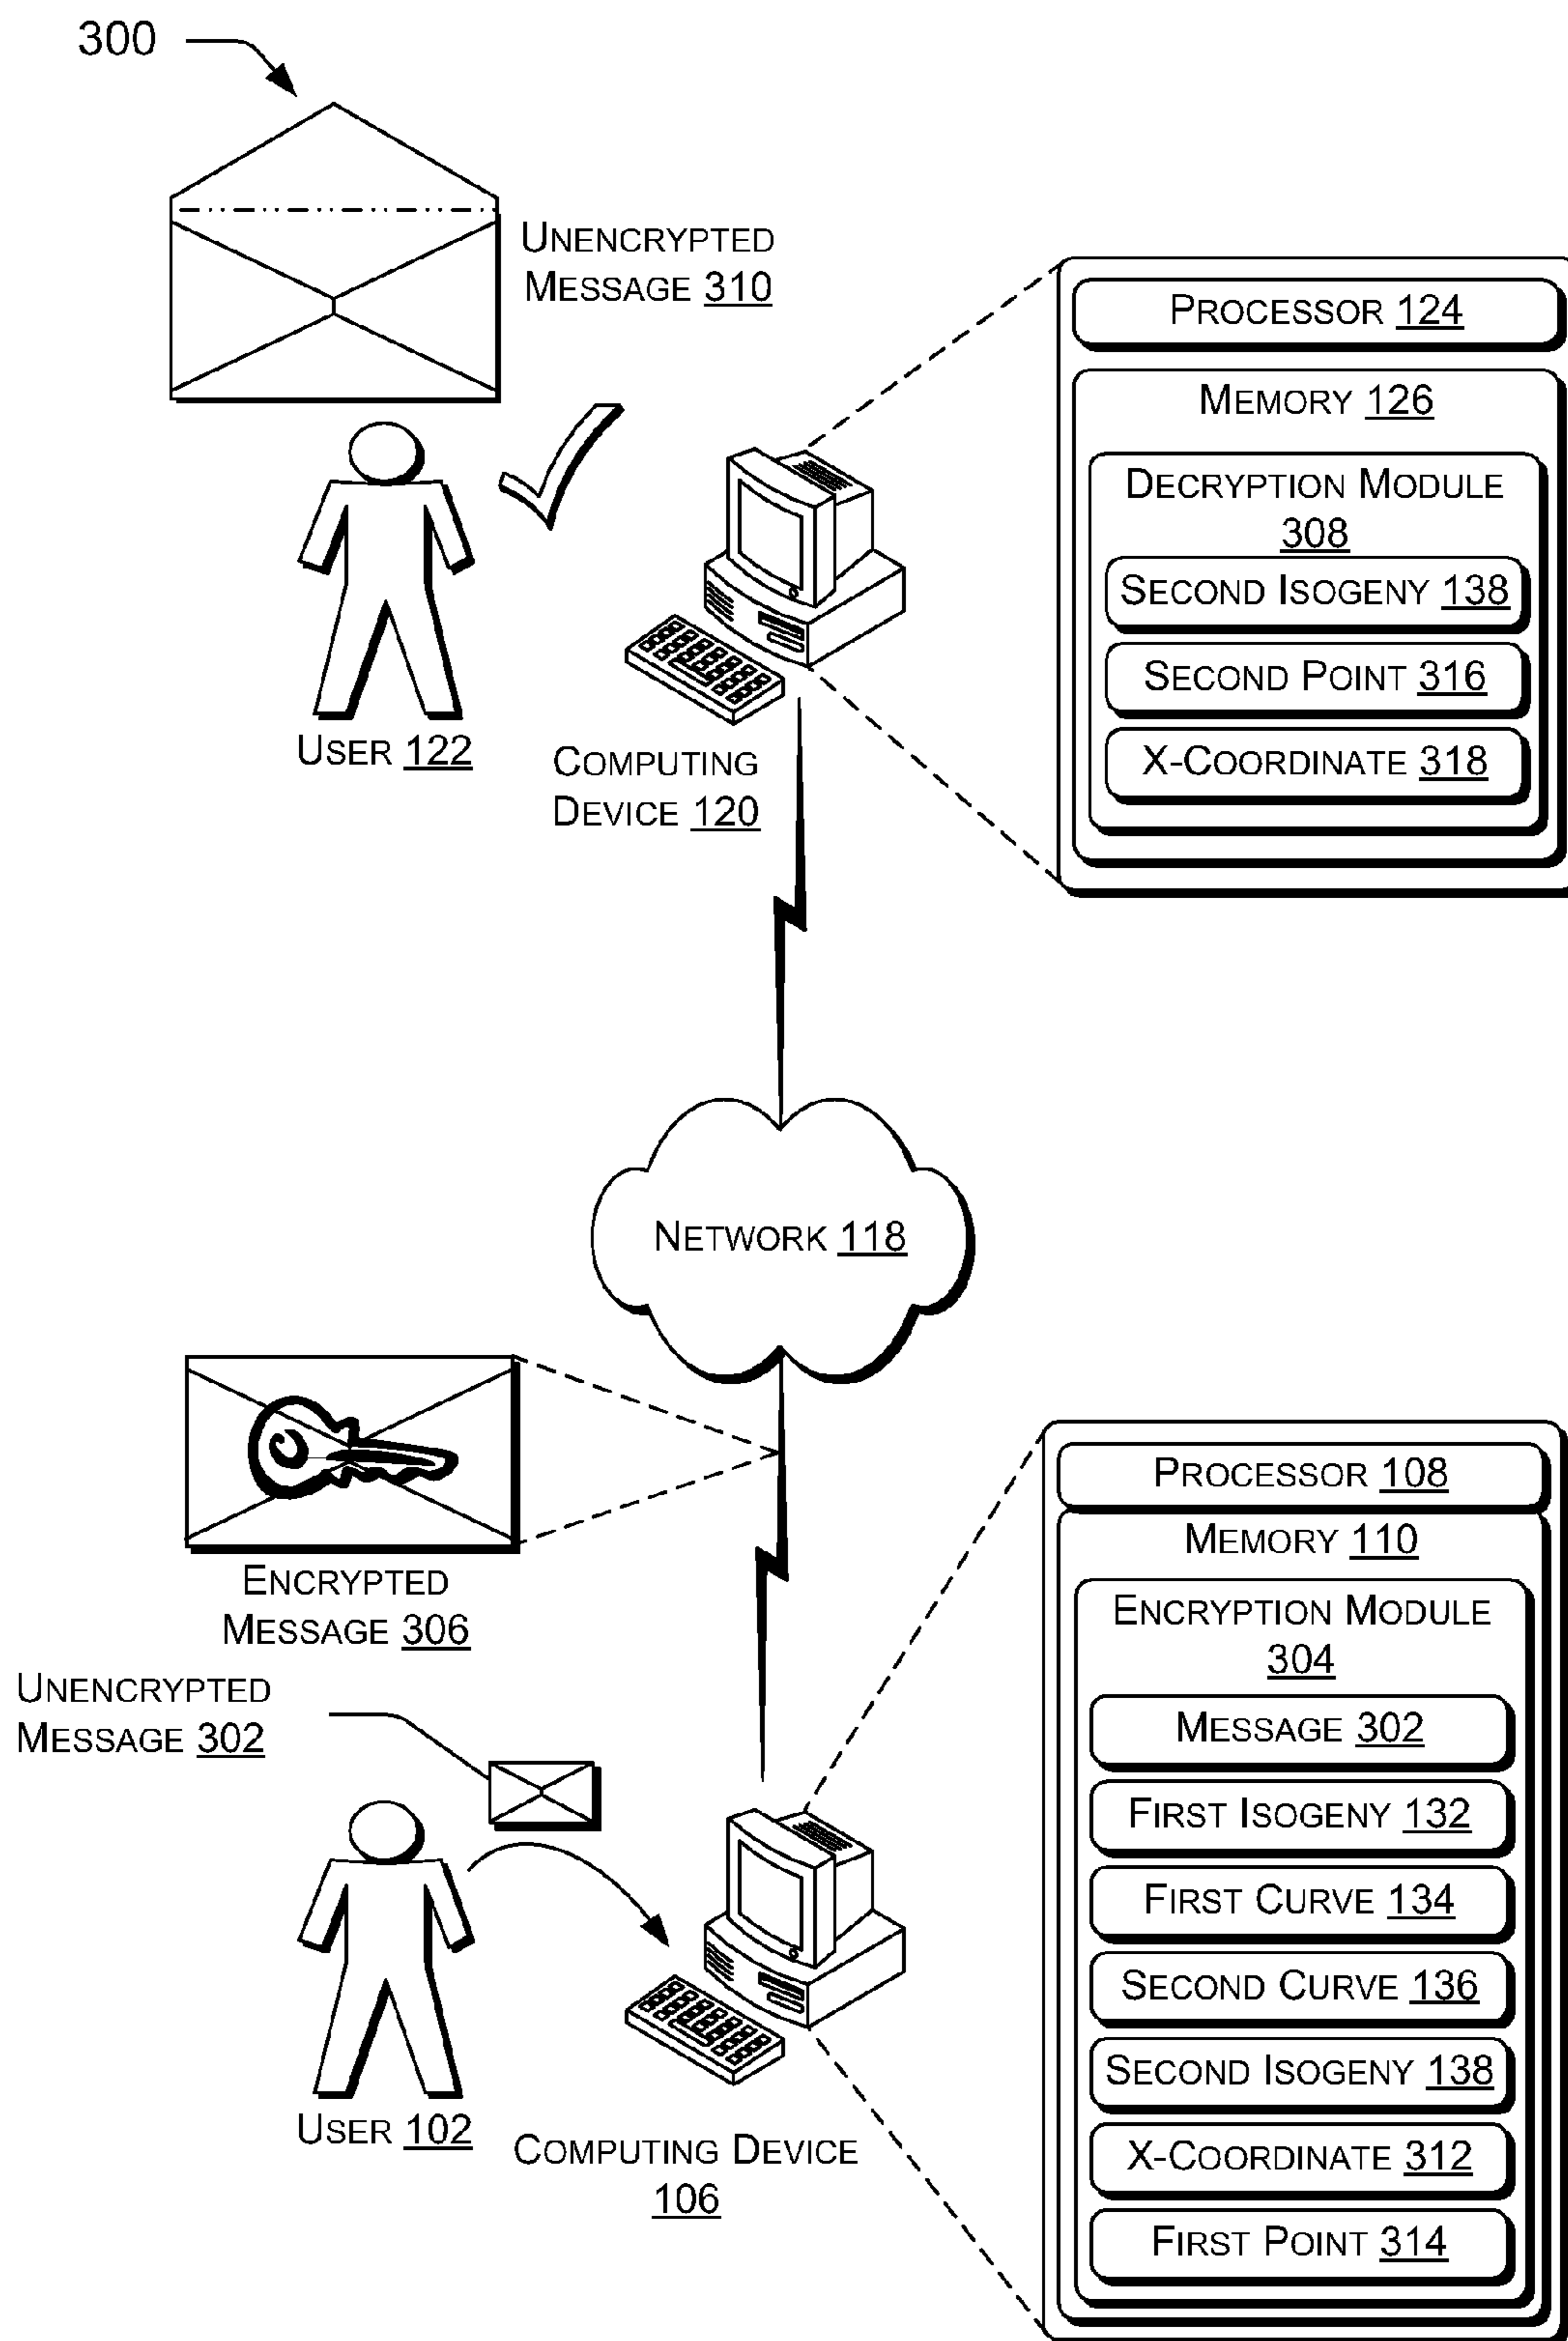 300
UNENCRYPTED
MESSAGE 310
PROCESSOR 124
MEMORY 126
DECRYPTION MODULE
308
SECOND ISOGENY 138
SECOND POINT 316
X-COORDINATE 318
USER 122
COMPUTING
DEVICE 120
NETWORK 118
ENCRYPTED
MESSAGE 306
UNENCRYPTED
MESSAGE 302
PROCESSOR 108
MEMORY 110
ENCRYPTION MODULE
304
MESSAGE 302
FIRST ISOGENY 132
FIRST CURVE 134
SECOND CURVE 136
SECOND ISOGENY 138
X-COORDINATE 312
FIRST POINT 314
USER 102
COMPUTING DEVICE
106